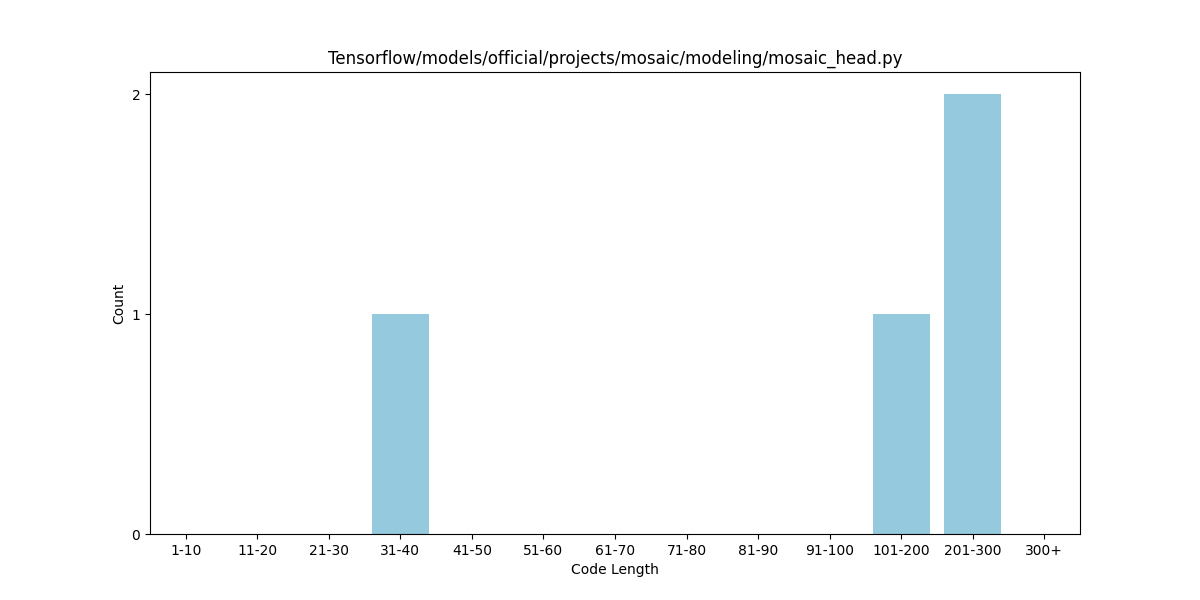 Tensorflow/models/official/projects/mosaic/modeling/mosaic_head.py
2
1
0
Count
1-10 11-20 21-30 31-40 41-50 51-60 61-70 71-80 81-90 91-100 101-200 201-300 300+
Code Length